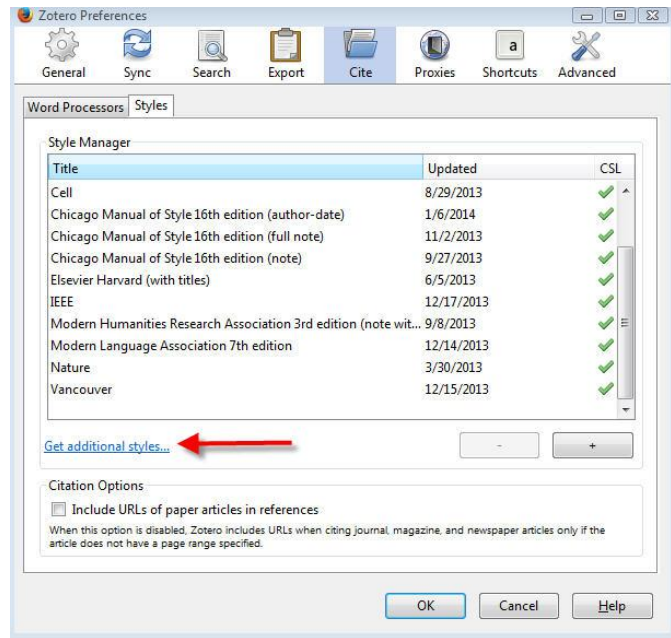 Zotero Preferences
General Sync Search Export Cite Proxies Shortcuts Advanced
Word Processors Styles
Style Manager
Title Updated CSL
Cell 8/29/2013
Chicago Manual of Style 16th edition (author-date) 1/6/2014
Chicago Manual of Style 16th edition (full note) 11/2/2013
Chicago Manual of Style 16th edition (note) 9/27/2013
Elsevier Harvard (with titles) 6/5/2013
IEEE 12/17/2013
Modern Humanities Research Association 3rd edition (note wit... 9/8/2013
Modern Language Association 7th edition 12/14/2013
Nature 3/30/2013
Vancouver 12/15/2013
Get additional styles... - +
Citation Options
Include URLs of paper articles in references
When this option is disabled, Zotero includes URLs when citing journal, magazine, and newspaper articles only if the
article does not have a page range specified.
OK Cancel Help